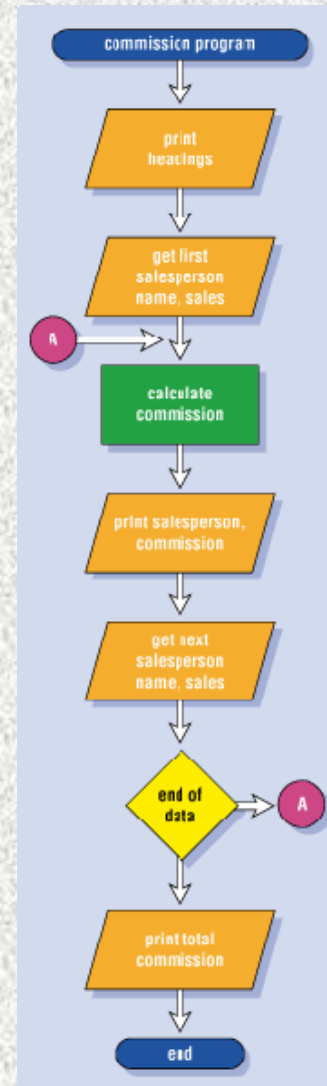 commission program
print
headings
get first
salesperson
name, sales
A
calculate
commission
print salesperson,
commission
get next
salesperson
name, sales
end of
data
A
print total
commission
end